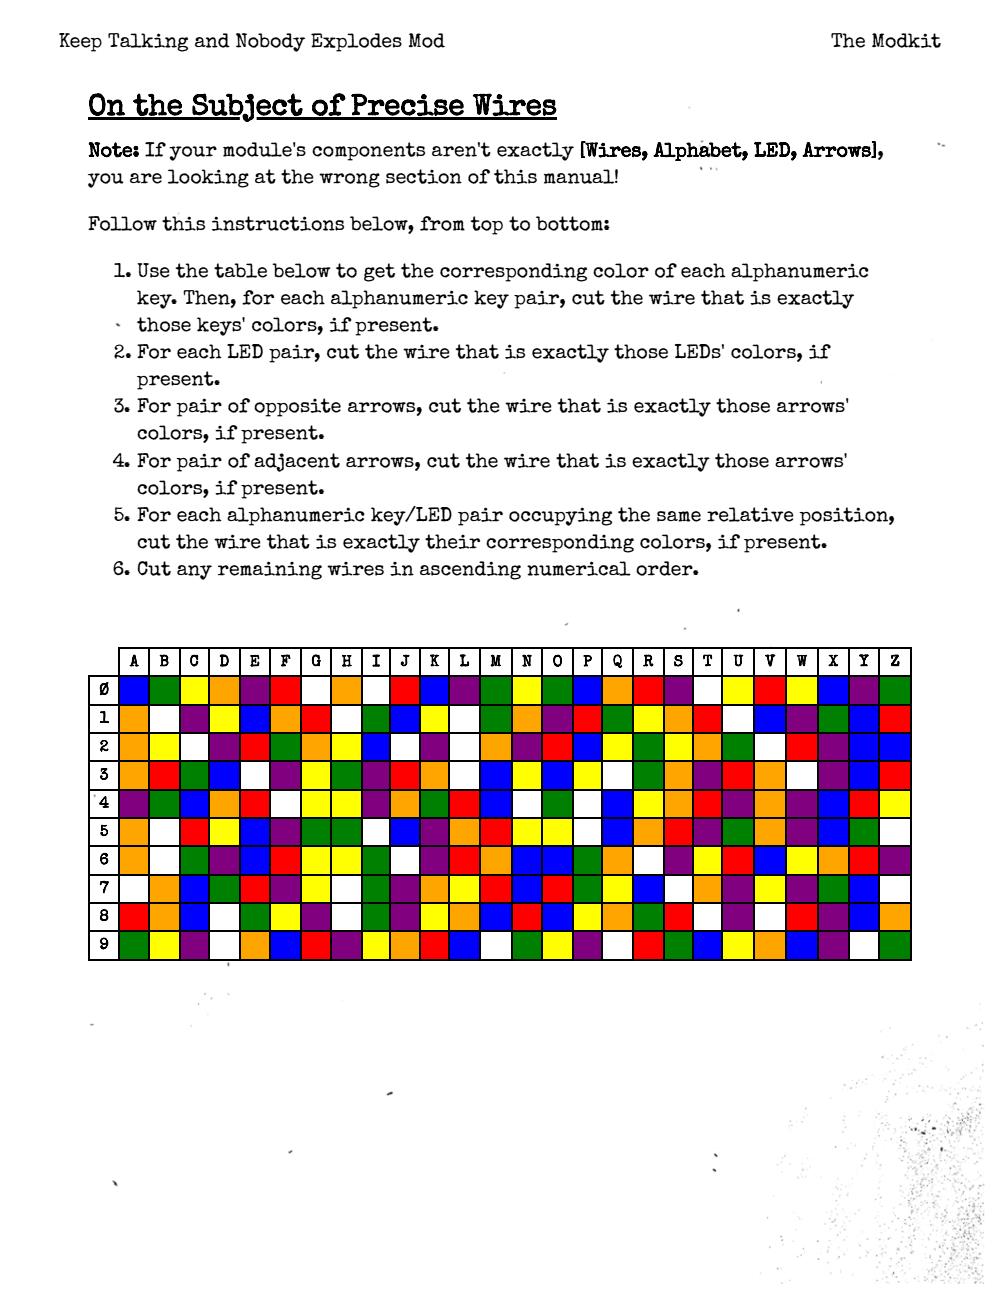 Keep Talking and Nobody Explodes Mod
The Modkit
On the Subject of Precise Wires
Note: If your module's components aren't exactly [Wires, Alphabet, LED, Arrows],
you are looking at the wrong section of this manual!
Follow this instructions below, from top to bottom:
1. Use the table below to get the corresponding color of each alphanumeric
key. Then, for each alphanumeric key pair, cut the wire that is exactly
those keys' colors, if present.
2. For each LED pair, cut the wire that is exactly those LEDs' colors, if
present.
3. For pair of opposite arrows, cut the wire that is exactly those arrows'
colors, if present.
4. For pair of adjacent arrows, cut the wire that is exactly those arrows'
colors, if present.
5. For each alphanumeric key/LED pair occupying the same relative position,
cut the wire that is exactly their corresponding colors, if present.
6. Cut any remaining wires in ascending numerical order.
A B C D E F G H I J K L M N O P Q R S T U V W X Y Z
0
1
2
3
4
5
6
7
8
9